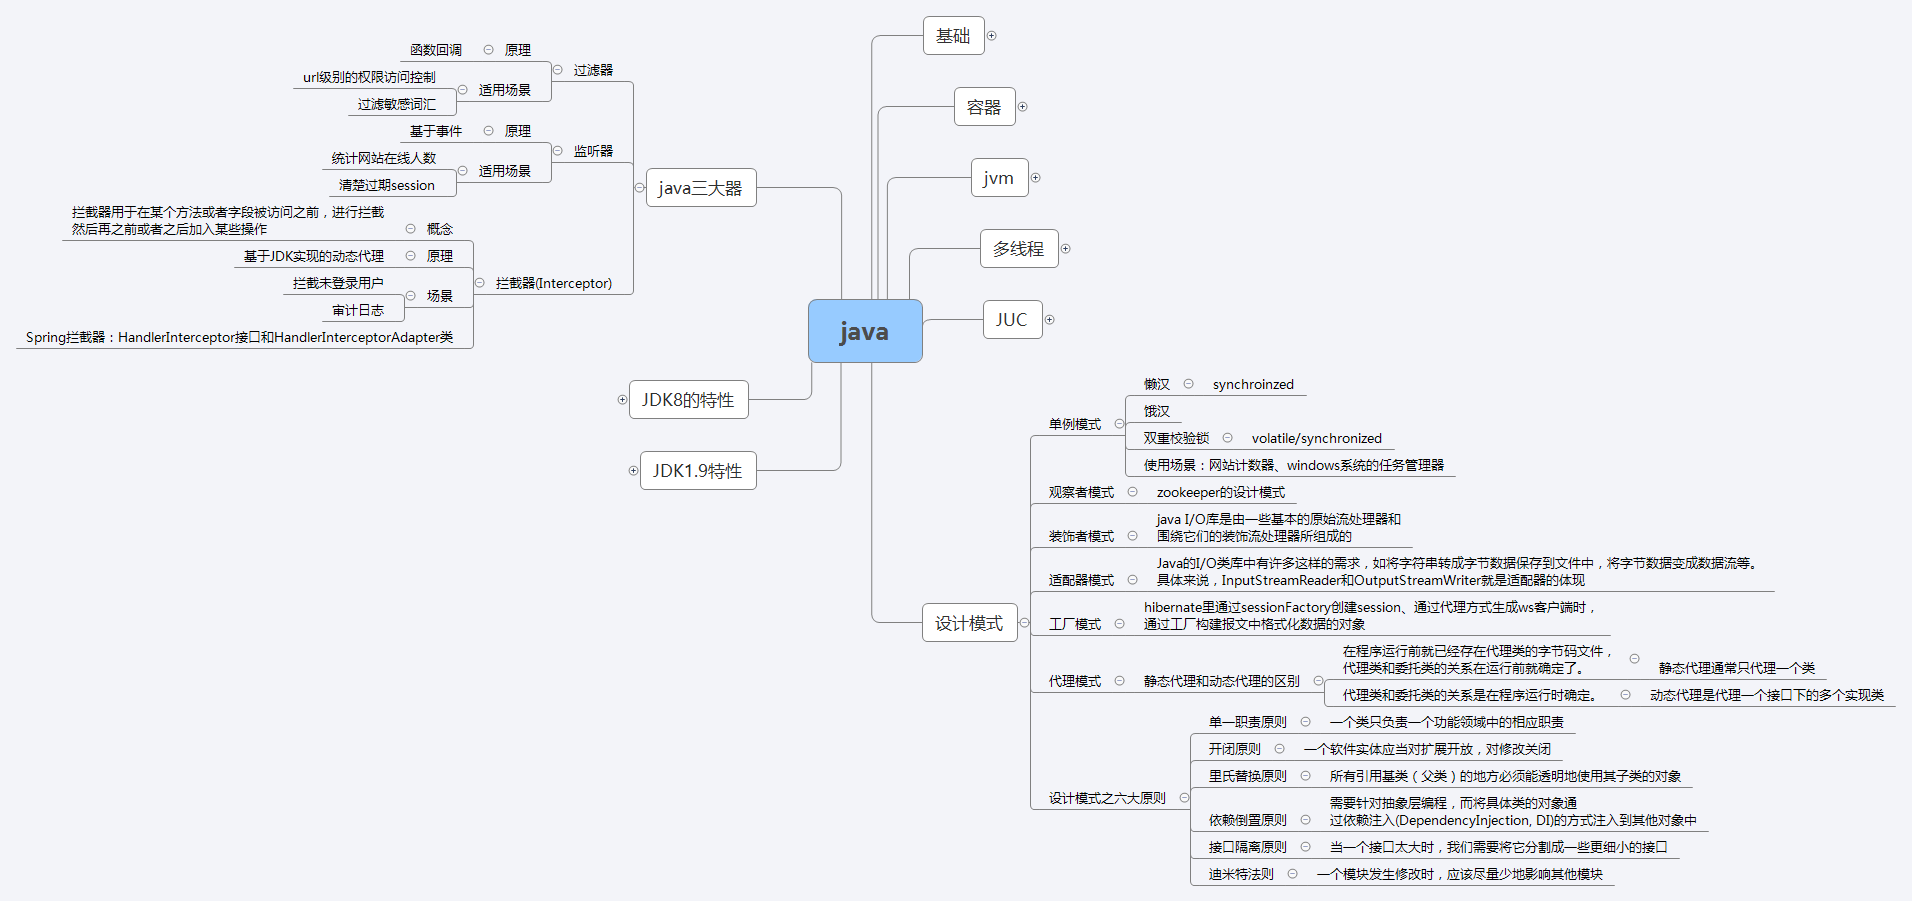 java
基础
容器
jvm
多线程
JUC
设计模式
单例模式
懒汉
synchroinzed
饿汉
双重校验锁
volatile/synchronized
使用场景：网站计数器、windows系统的任务管理器
观察者模式
zookeeper的设计模式
装饰者模式
java I/O库是由一些基本的原始流处理器和
围绕它们的装饰流处理器所组成的
适配器模式
Java的I/O类库中有许多这样的需求，如将字符串转成字节数据保存到文件中，将字节数据变成数据流等。
具体来说，InputStreamReader和OutputStreamWriter就是适配器的体现
工厂模式
hibernate里通过sessionFactory创建session、通过代理方式生成ws客户端时，
通过工厂构建报文中格式化数据的对象
代理模式
静态代理和动态代理的区别
在程序运行前就已经存在代理类的字节码文件，
代理类和委托类的关系在运行前就确定了。
静态代理通常只代理一个类
代理类和委托类的关系是在程序运行时确定。
动态代理是代理一个接口下的多个实现类
设计模式之六大原则
单一职责原则
一个类只负责一个功能领域中的相应职责
开闭原则
一个软件实体应当对扩展开放，对修改关闭
里氏替换原则
所有引用基类（父类）的地方必须能透明地使用其子类的对象
依赖倒置原则
需要针对抽象层编程，而将具体类的对象通
过依赖注入(DependencyInjection, DI)的方式注入到其他对象中
接口隔离原则
当一个接口太大时，我们需要将它分割成一些更细小的接口
迪米特法则
一个模块发生修改时，应该尽量少地影响其他模块
java三大器
过滤器
原理
函数回调
适用场景
url级别的权限访问控制
过滤敏感词汇
监听器
原理
基于事件
适用场景
统计网站在线人数
清楚过期session
拦截器(Interceptor)
概念
拦截器用于在某个方法或者字段被访问之前，进行拦截
然后再之前或者之后加入某些操作
原理
基于JDK实现的动态代理
场景
拦截未登录用户
审计日志
Spring拦截器：HandlerInterceptor接口和HandlerInterceptorAdapter类
JDK8的特性
JDK1.9特性